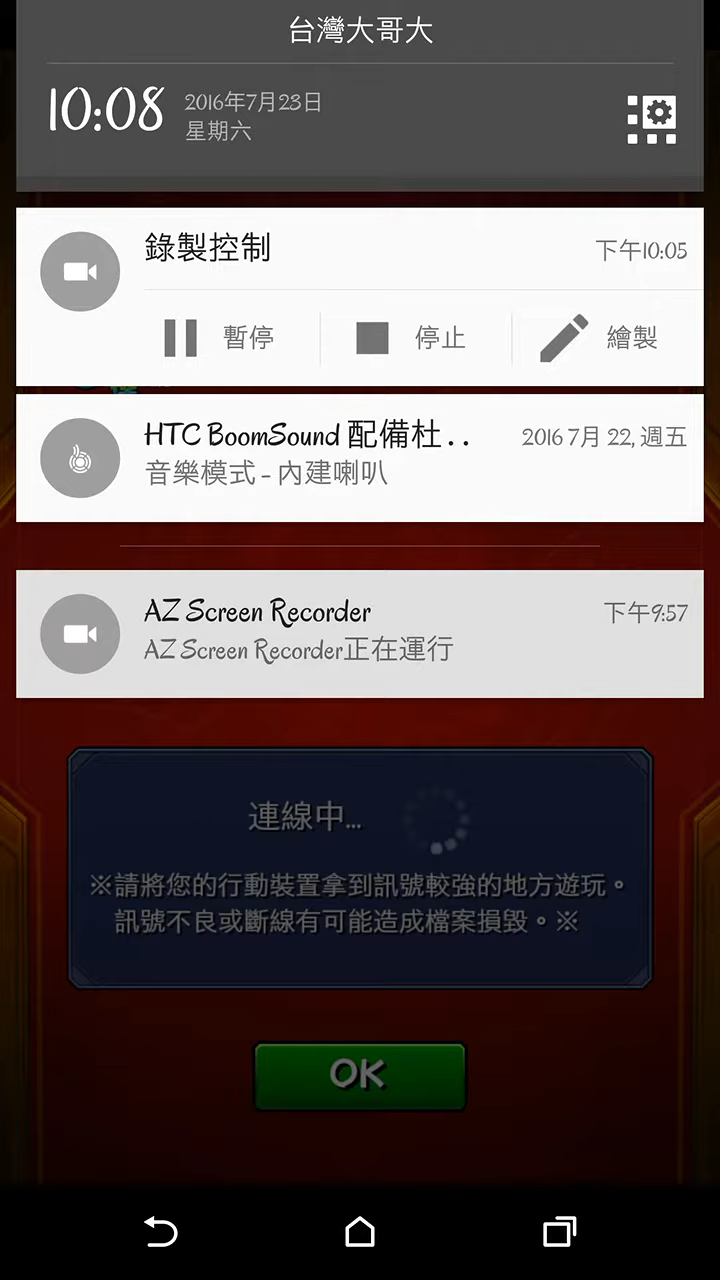 台灣大哥大
10:08
2016年7月23日
星期六
錄製控制
下午10:05
暫停
停止
繪製
HTC BoomSound 配備杜..
2016 7月 22, 週五
音樂模式 - 內建喇叭
AZ Screen Recorder
下午9:57
AZ Screen Recorder正在運行
連線中...
※請將您的行動裝置拿到訊號較強的地方遊玩。
訊號不良或斷線有可能造成檔案損毀。※
OK